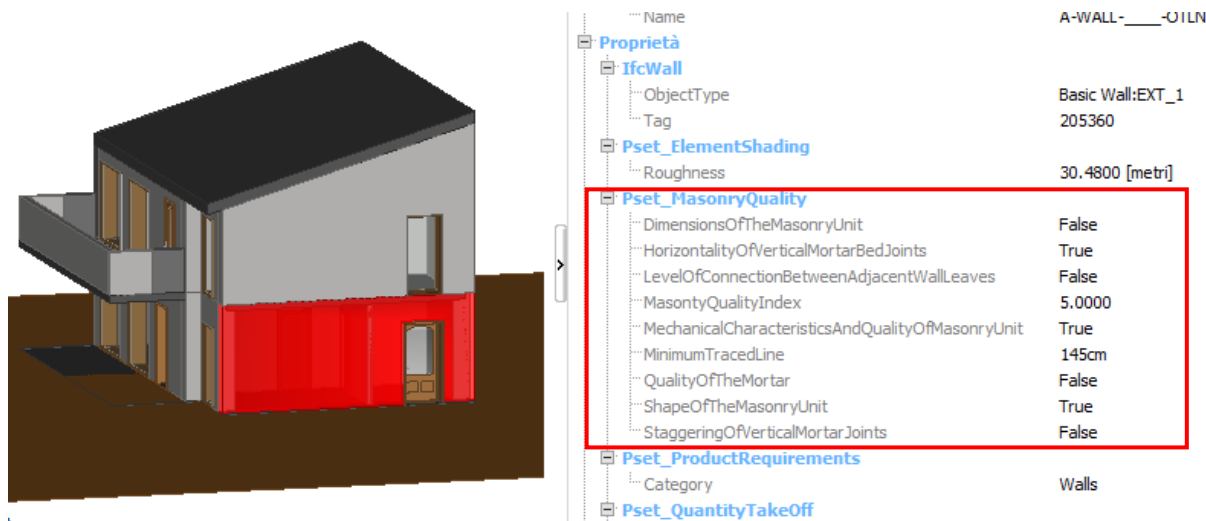 Name A-WALL-____-OTLN
Proprietà
IfcWall
ObjectType Basic Wall:EXT_1
Tag 205360
Pset_ElementShading
Roughness 30.4800 [metri]
Pset_MasonryQuality
DimensionsOfTheMasonryUnit False
HorizontalityOfVerticalMortarBedJoints True
LevelOfConnectionBetweenAdjacentWallLeaves False
MasontyQualityIndex 5.0000
MechanicalCharacteristicsAndQualityOfMasonryUnit True
MinimumTracedLine 145cm
QualityOfTheMortar False
ShapeOfTheMasonryUnit True
StaggeringOfVerticalMortarJoints False
Pset_ProductRequirements
Category Walls
Pset_QuantityTakeOff